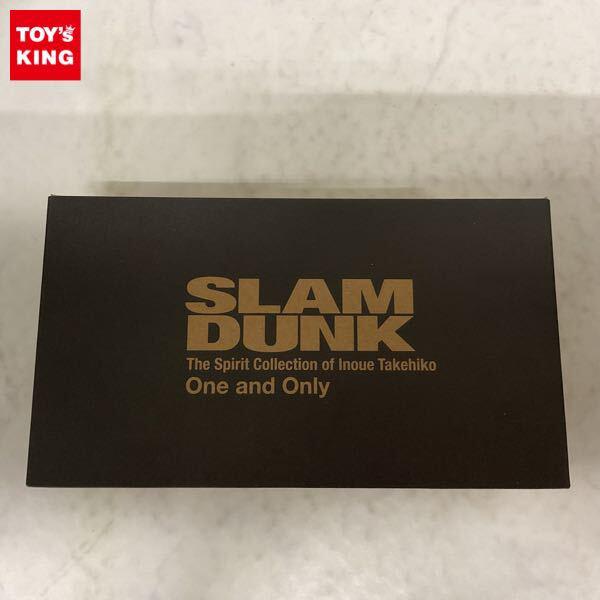 TOY's
KING
SLAM
DUNK
The Spirit Collection of Inoue Takehiko
One and Only